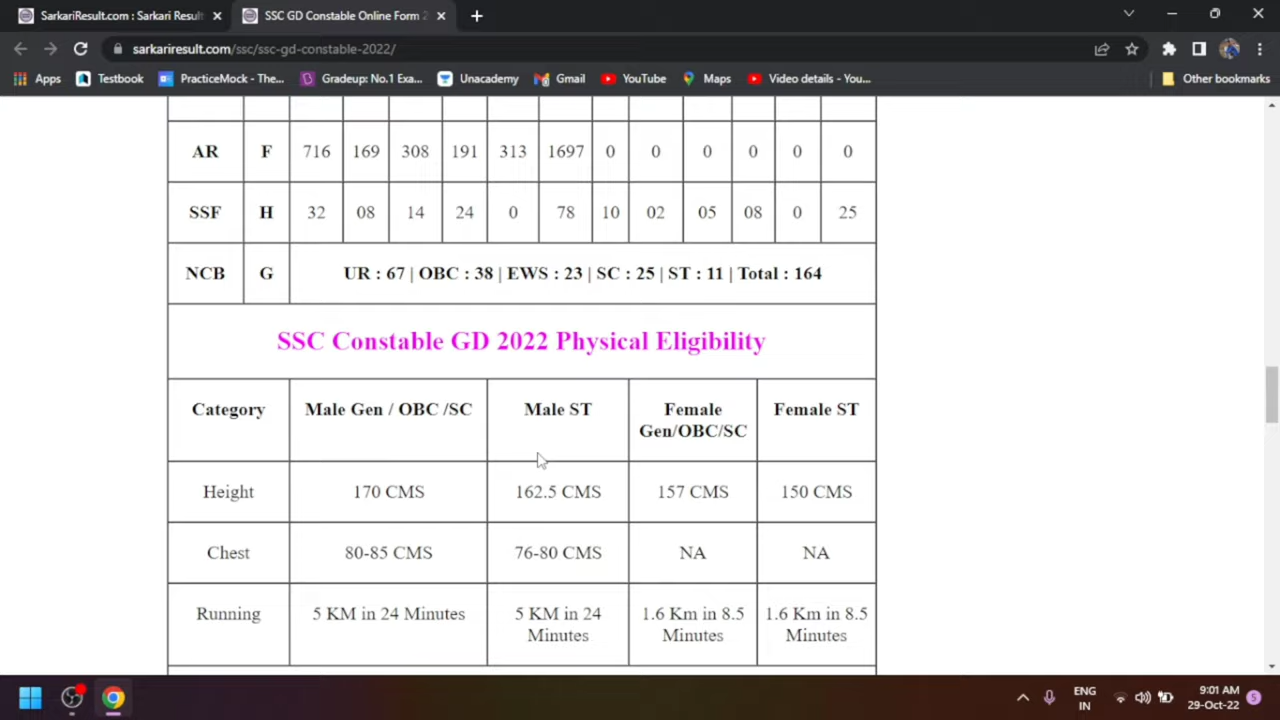 SarkariResult.com : Sarkari Resul
SSC GD Constable Online Form 2
sarkariresult.com/ssc/ssc-gd-constable-2022/
Apps Testbook PracticeMock - The... Gradeup: No.1 Exa... Unacademy Gmail YouTube Maps Video details - You... Other bookmarks
AR F 716 169 308 191 313 1697 0 0 0 0 0 0
SSF H 32 08 14 24 0 78 10 02 05 08 0 25
NCB G UR : 67 | OBC : 38 | EWS : 23 | SC : 25 | ST : 11 | Total : 164
SSC Constable GD 2022 Physical Eligibility
Category Male Gen / OBC /SC Male ST Female Female ST
Gen/OBC/SC
Height 170 CMS 162.5 CMS 157 CMS 150 CMS
Chest 80-85 CMS 76-80 CMS NA NA
Running 5 KM in 24 Minutes 5 KM in 24 1.6 Km in 8.5 1.6 Km in 8.5
Minutes Minutes Minutes
ENG 9:01 AM
IN 29-Oct-22 5